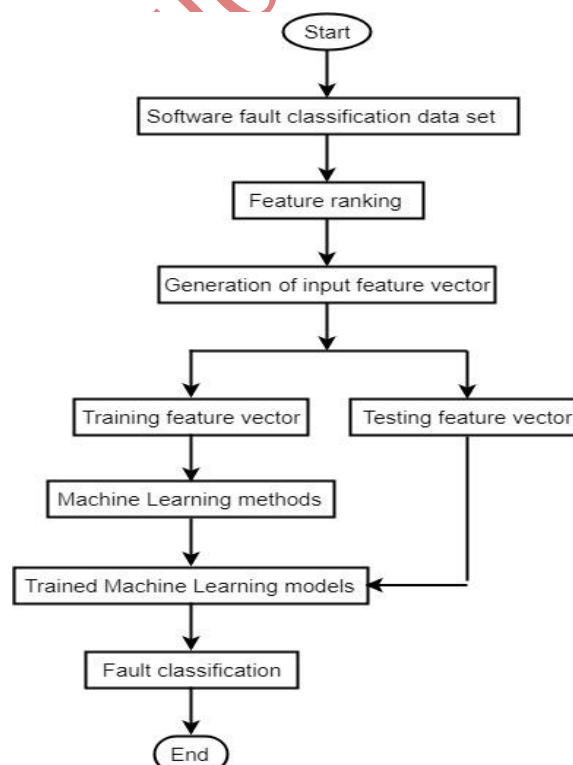 Start
Software fault classification data set
Feature ranking
Generation of input feature vector
Training feature vector
Testing feature vector
Machine Learning methods
Trained Machine Learning models
Fault classification
End